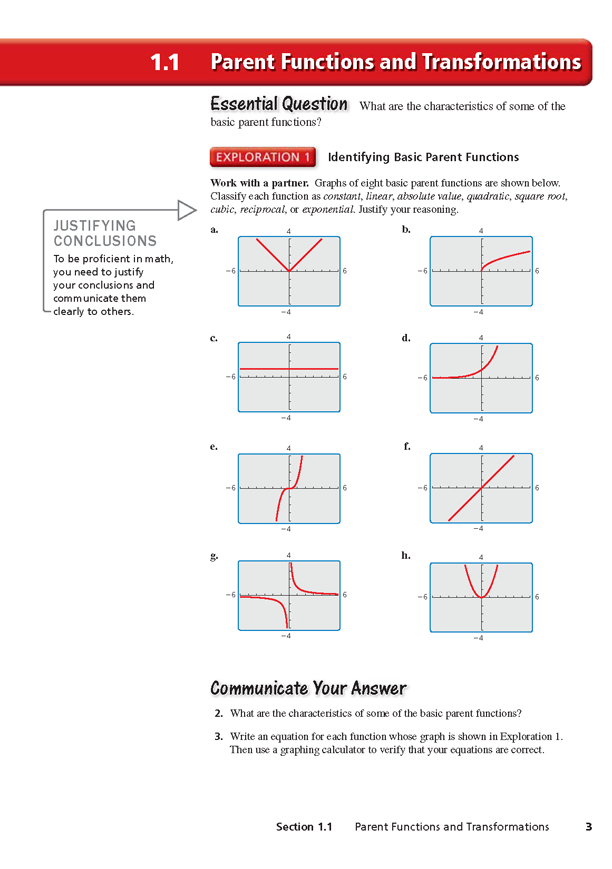 1.1 Parent Functions and Transformations
Essential Question What are the characteristics of some of the
basic parent functions?
EXPLORATION 1 Identifying Basic Parent Functions
Work with a partner. Graphs of eight basic parent functions are shown below.
Classify each function as constant, linear, absolute value, quadratic, square root,
cubic, reciprocal, or exponential. Justify your reasoning.
JUSTIFYING
CONCLUSIONS
To be proficient in math,
you need to justify
your conclusions and
communicate them
clearly to others.
a. 4 b. 4
−6 6 −6 6
−4 −4
c. 4 d. 4
−6 6 −6 6
−4 −4
e. 4 f. 4
−6 6 −6 6
−4 −4
g. 4 h. 4
−6 6 −6 6
−4 −4
Communicate Your Answer
2. What are the characteristics of some of the basic parent functions?
3. Write an equation for each function whose graph is shown in Exploration 1.
Then use a graphing calculator to verify that your equations are correct.
Section 1.1 Parent Functions and Transformations 3